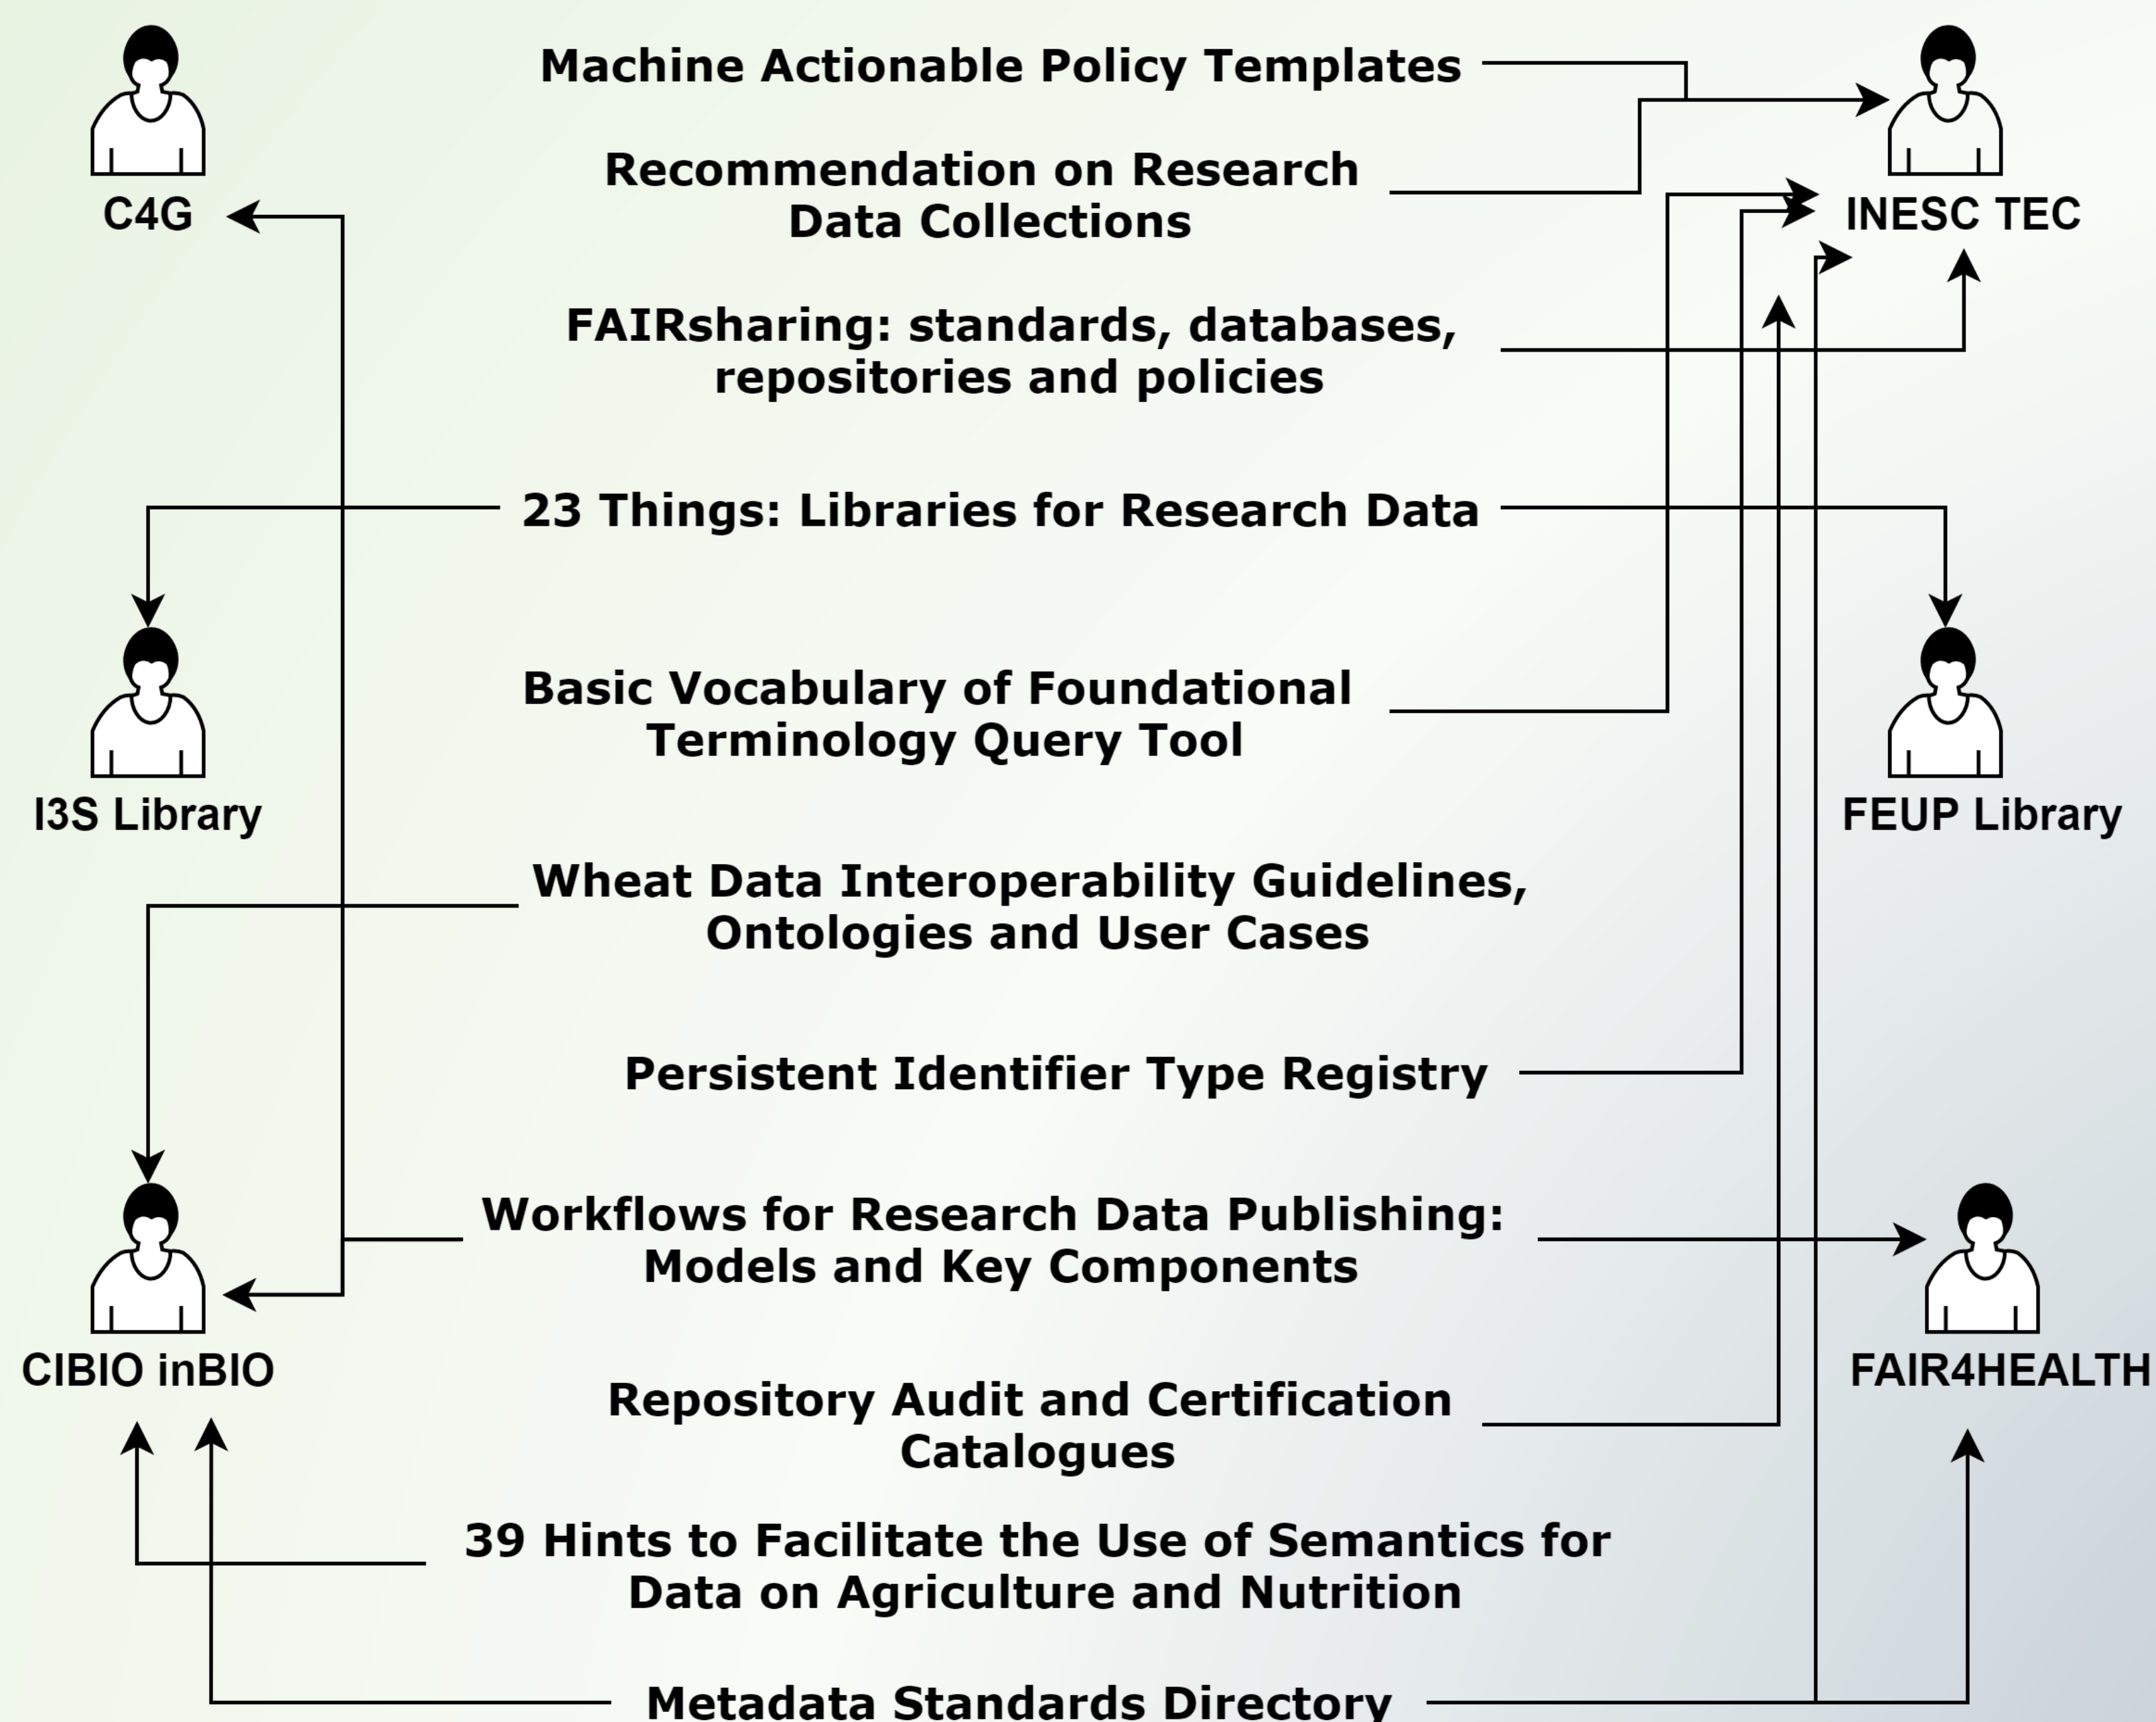 Machine Actionable Policy Templates
C4G
Recommendation on Research
Data Collections
INESC TEC
FAIRsharing: standards, databases,
repositories and policies
23 Things: Libraries for Research Data
Basic Vocabulary of Foundational
Terminology Query Tool
I3S Library
FEUP Library
Wheat Data Interoperability Guidelines,
Ontologies and User Cases
Persistent Identifier Type Registry
Workflows for Research Data Publishing:
Models and Key Components
CIBIO inBIO
FAIR4HEALTH
Repository Audit and Certification
Catalogues
39 Hints to Facilitate the Use of Semantics for
Data on Agriculture and Nutrition
Metadata Standards Directory